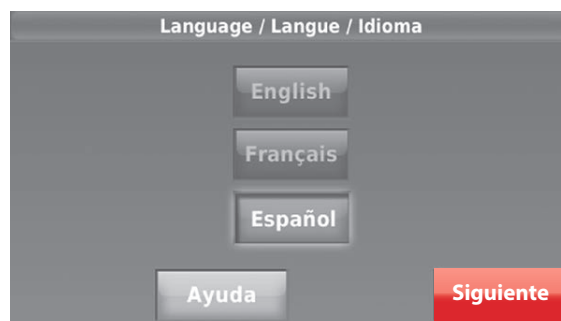 Language / Langue / Idioma
English
Français
Español
Ayuda Siguiente